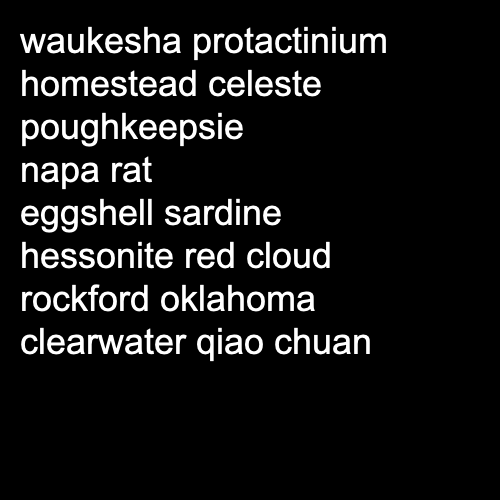 waukesha protactinium
homestead celeste
poughkeepsie
napa rat
eggshell sardine
hessonite red cloud
rockford oklahoma
clearwater qiao chuan